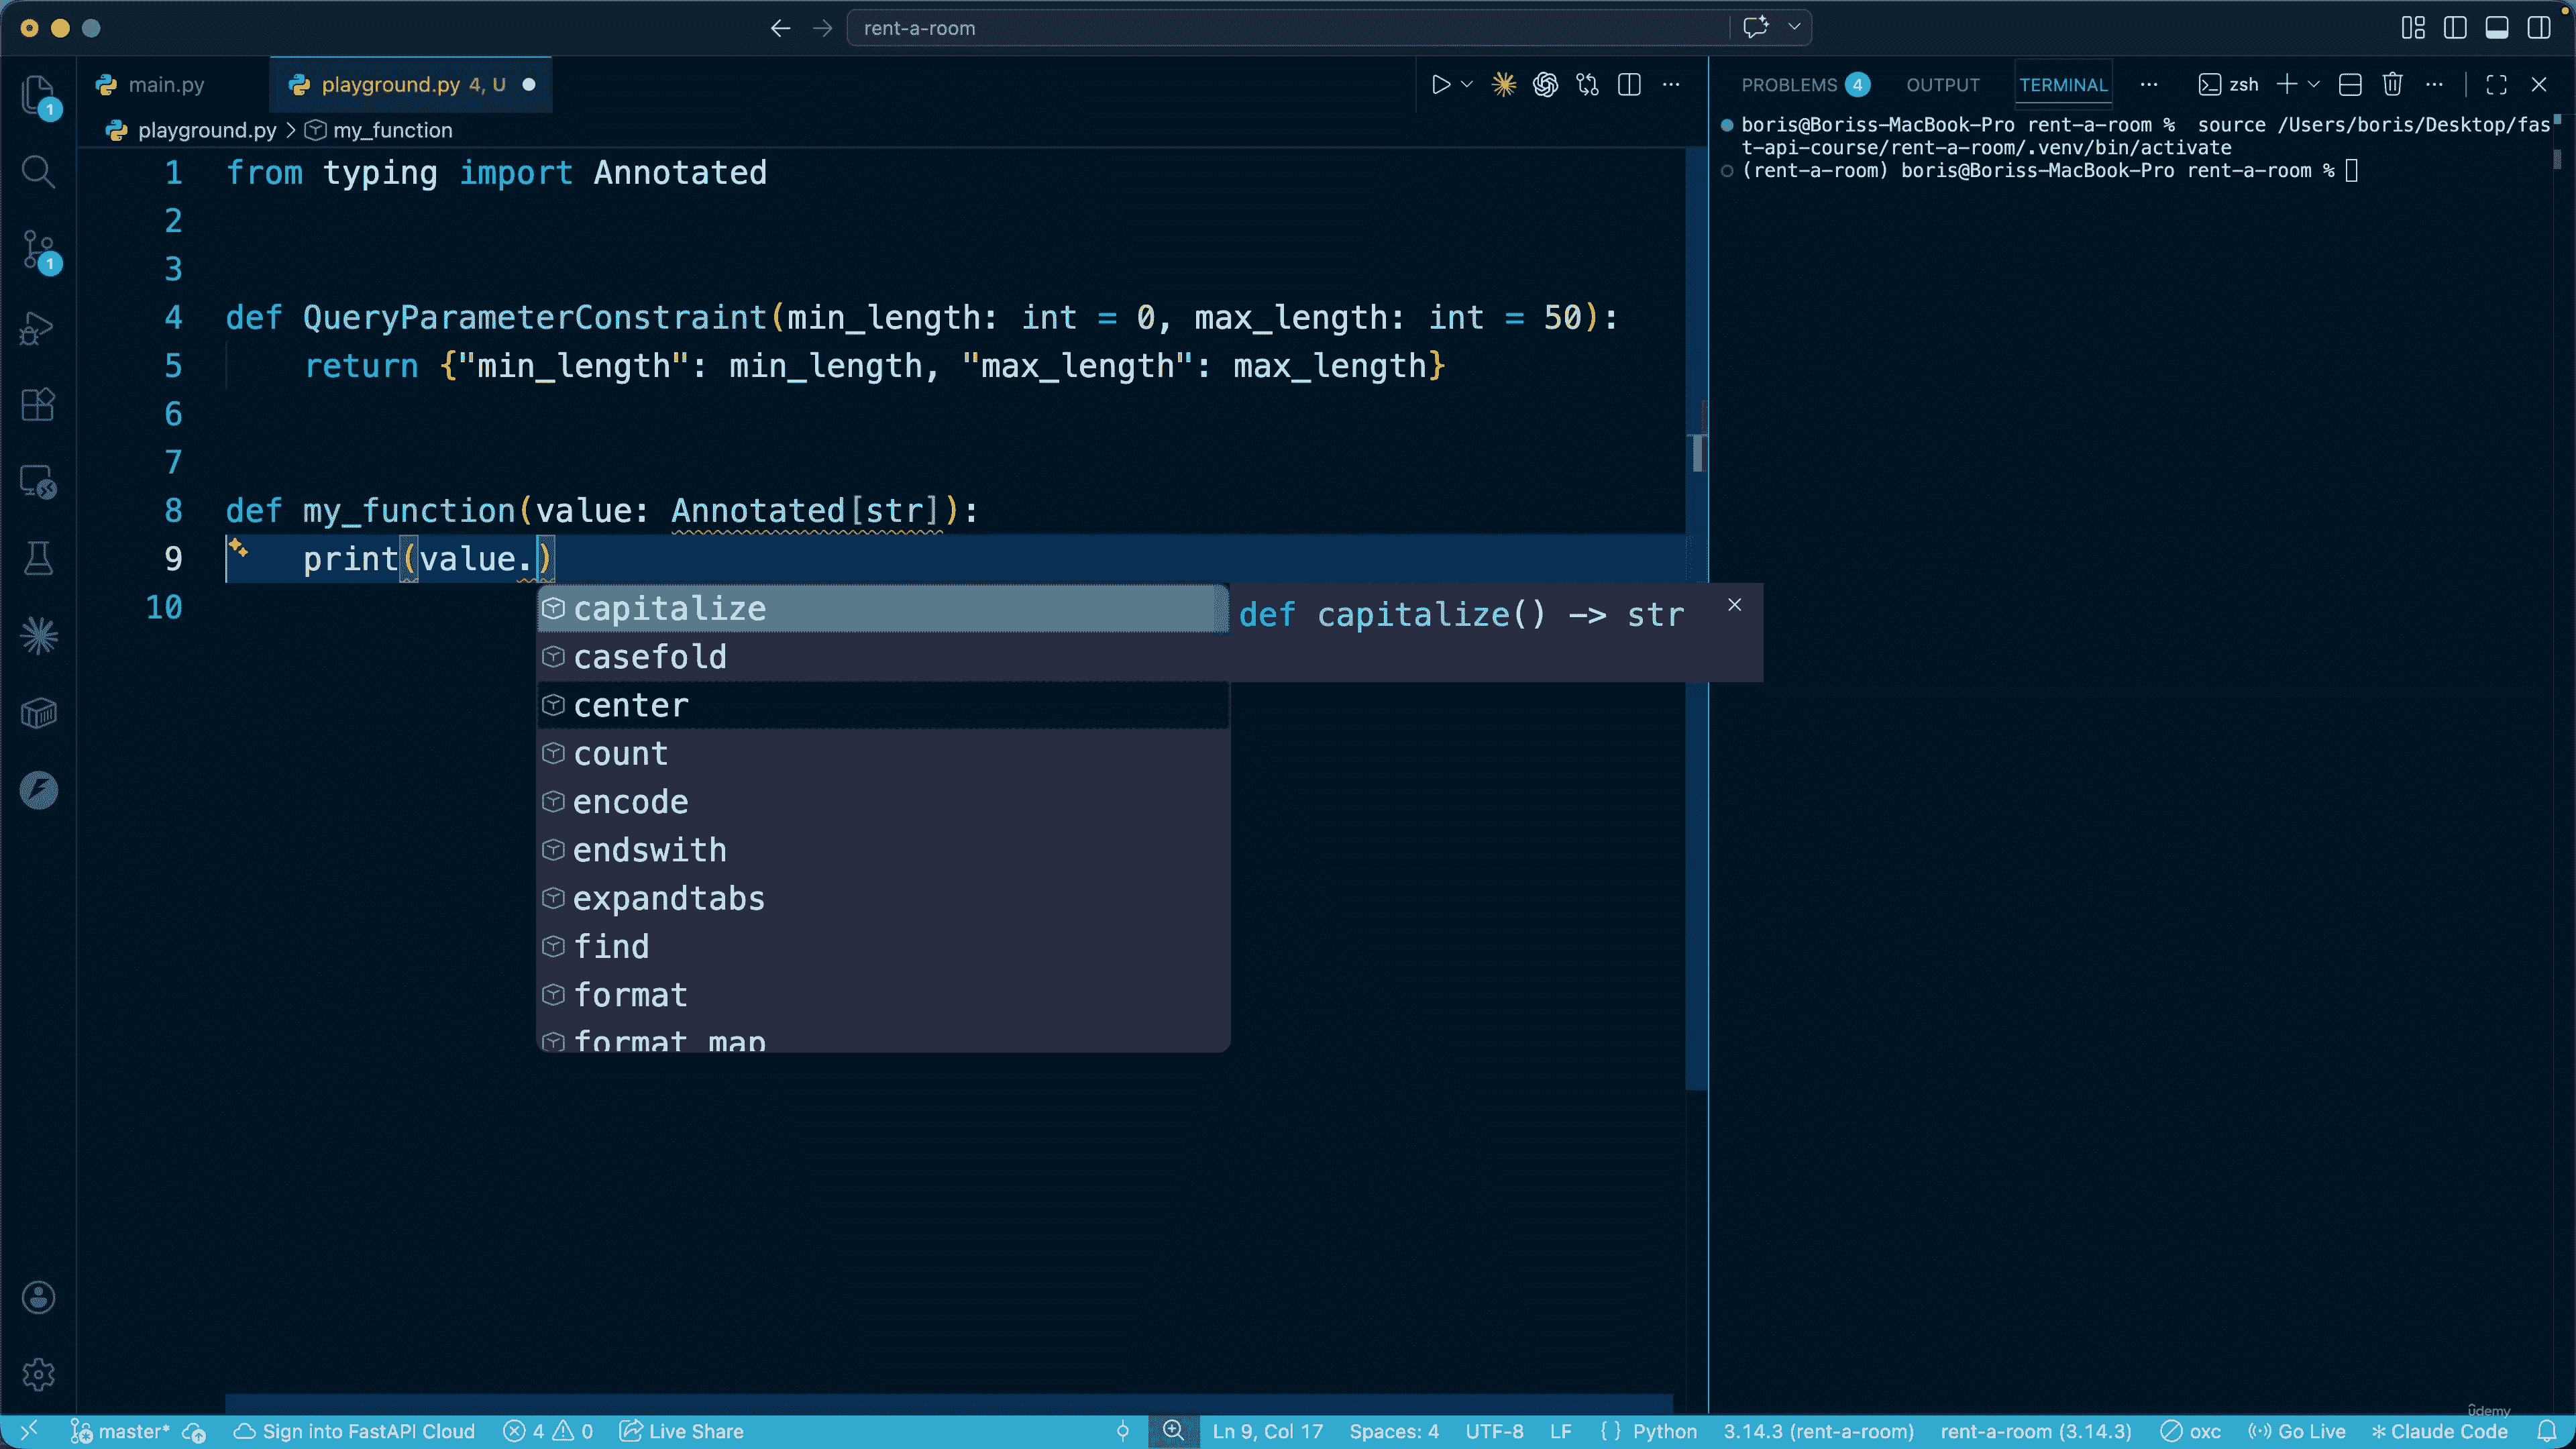 rent-a-room
main.py
playground.py 4, U
PROBLEMS 4
OUTPUT
TERMINAL
zsh
playground.py > my_function
boris@Boriss-MacBook-Pro rent-a-room %  source /Users/boris/Desktop/fas
t-api-course/rent-a-room/.venv/bin/activate
(rent-a-room) boris@Boriss-MacBook-Pro rent-a-room %
1
1
1 from typing import Annotated
2
3
4 def QueryParameterConstraint(min_length: int = 0, max_length: int = 50):
5     return {"min_length": min_length, "max_length": max_length}
6
7
8 def my_function(value: Annotated[str]):
9     print(value.)
10
capitalize
def capitalize() -> str
casefold
center
count
encode
endswith
expandtabs
find
format
format_map
ûdemy
master*
Sign into FastAPI Cloud
4
0
Live Share
Ln 9, Col 17
Spaces: 4
UTF-8
LF
{ } Python
3.14.3 (rent-a-room)
rent-a-room (3.14.3)
oxc
Go Live
Claude Code